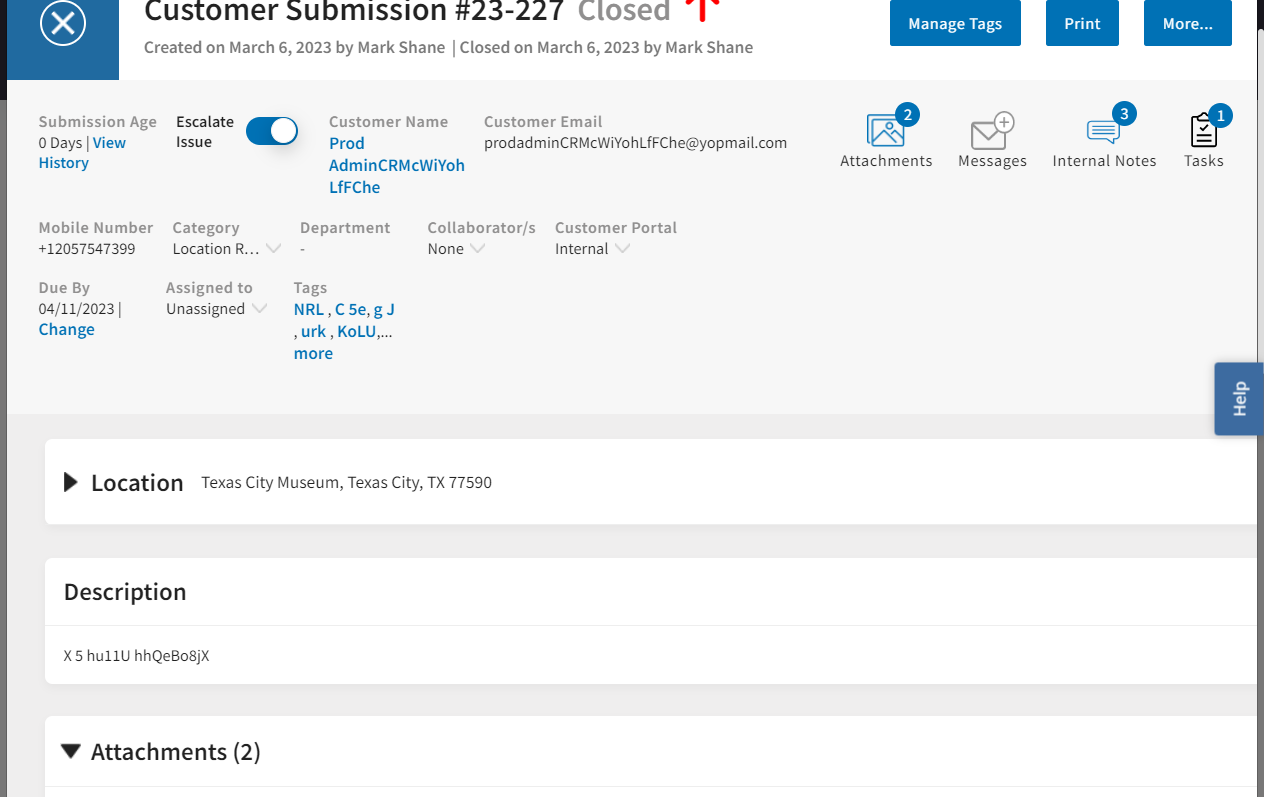 Customer Submission #23-227 Closed
Manage Tags
Print
More...
Created on March 6, 2023 by Mark Shane | Closed on March 6, 2023 by Mark Shane
Submission Age
0 Days | View
History
Escalate
Issue
Customer Name
Prod
AdminCRMcWiYoh
LfFChe
Customer Email
prodadminCRMcWiYohLfFChe@yopmail.com
2
Attachments
Messages
3
Internal Notes
1
Tasks
Mobile Number
+12057547399
Category
Location R...
Department
-
Collaborator/s
None
Customer Portal
Internal
Due By
04/11/2023 |
Change
Assigned to
Unassigned
Tags
NRL , C 5e, g J
, urk , KoLU,...
more
Help
Location Texas City Museum, Texas City, TX 77590
Description
X 5 hu11U hhQeBo8jX
Attachments (2)